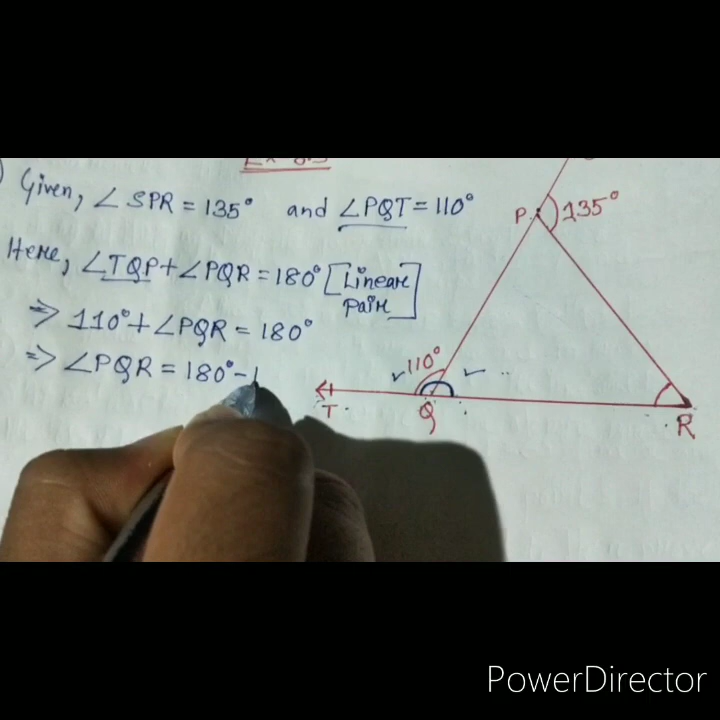 Given, ∠SPR = 135° and ∠PQT = 110°
Here, ∠TQP + ∠PQR = 180° [Linear pair]
⇒ 110° + ∠PQR = 180°
⇒ ∠PQR = 180° - 1
P
135°
110°
T
Q
R
PowerDirector